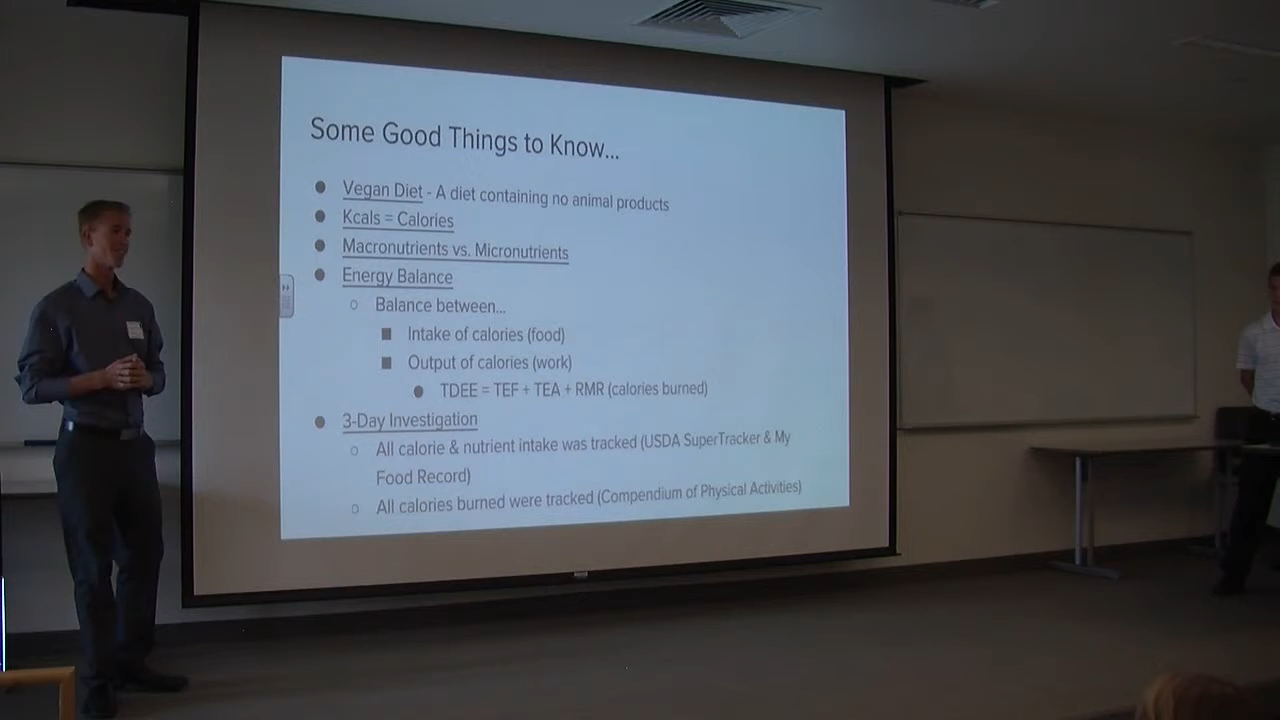 Some Good Things to Know...
Vegan Diet - A diet containing no animal products
Kcals = Calories
Macronutrients vs. Micronutrients
Energy Balance
Balance between...
Intake of calories (food)
Output of calories (work)
TDEE = TEF + TEA + RMR (calories burned)
3-Day Investigation
All calorie & nutrient intake was tracked (USDA SuperTracker & My
Food Record)
All calories burned were tracked (Compendium of Physical Activities)